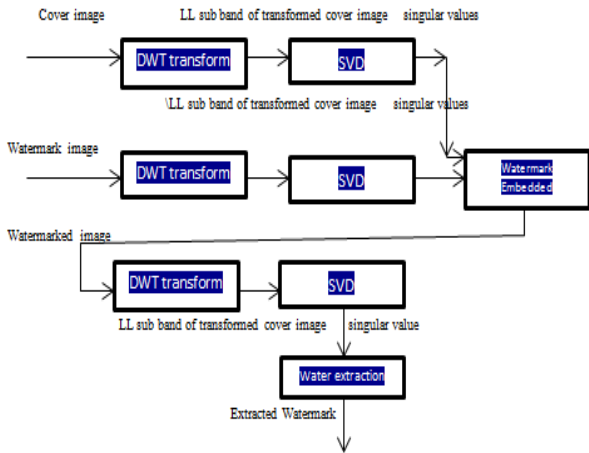 Cover image LL sub band of transformed cover image singular values
DWT transform SVD
\LL sub band of transformed cover image singular values
Watermark image
DWT transform SVD
Watermark
Embedded
Watermarked image
DWT transform SVD
LL sub band of transformed cover image singular value
Water extraction
Extracted Watermark